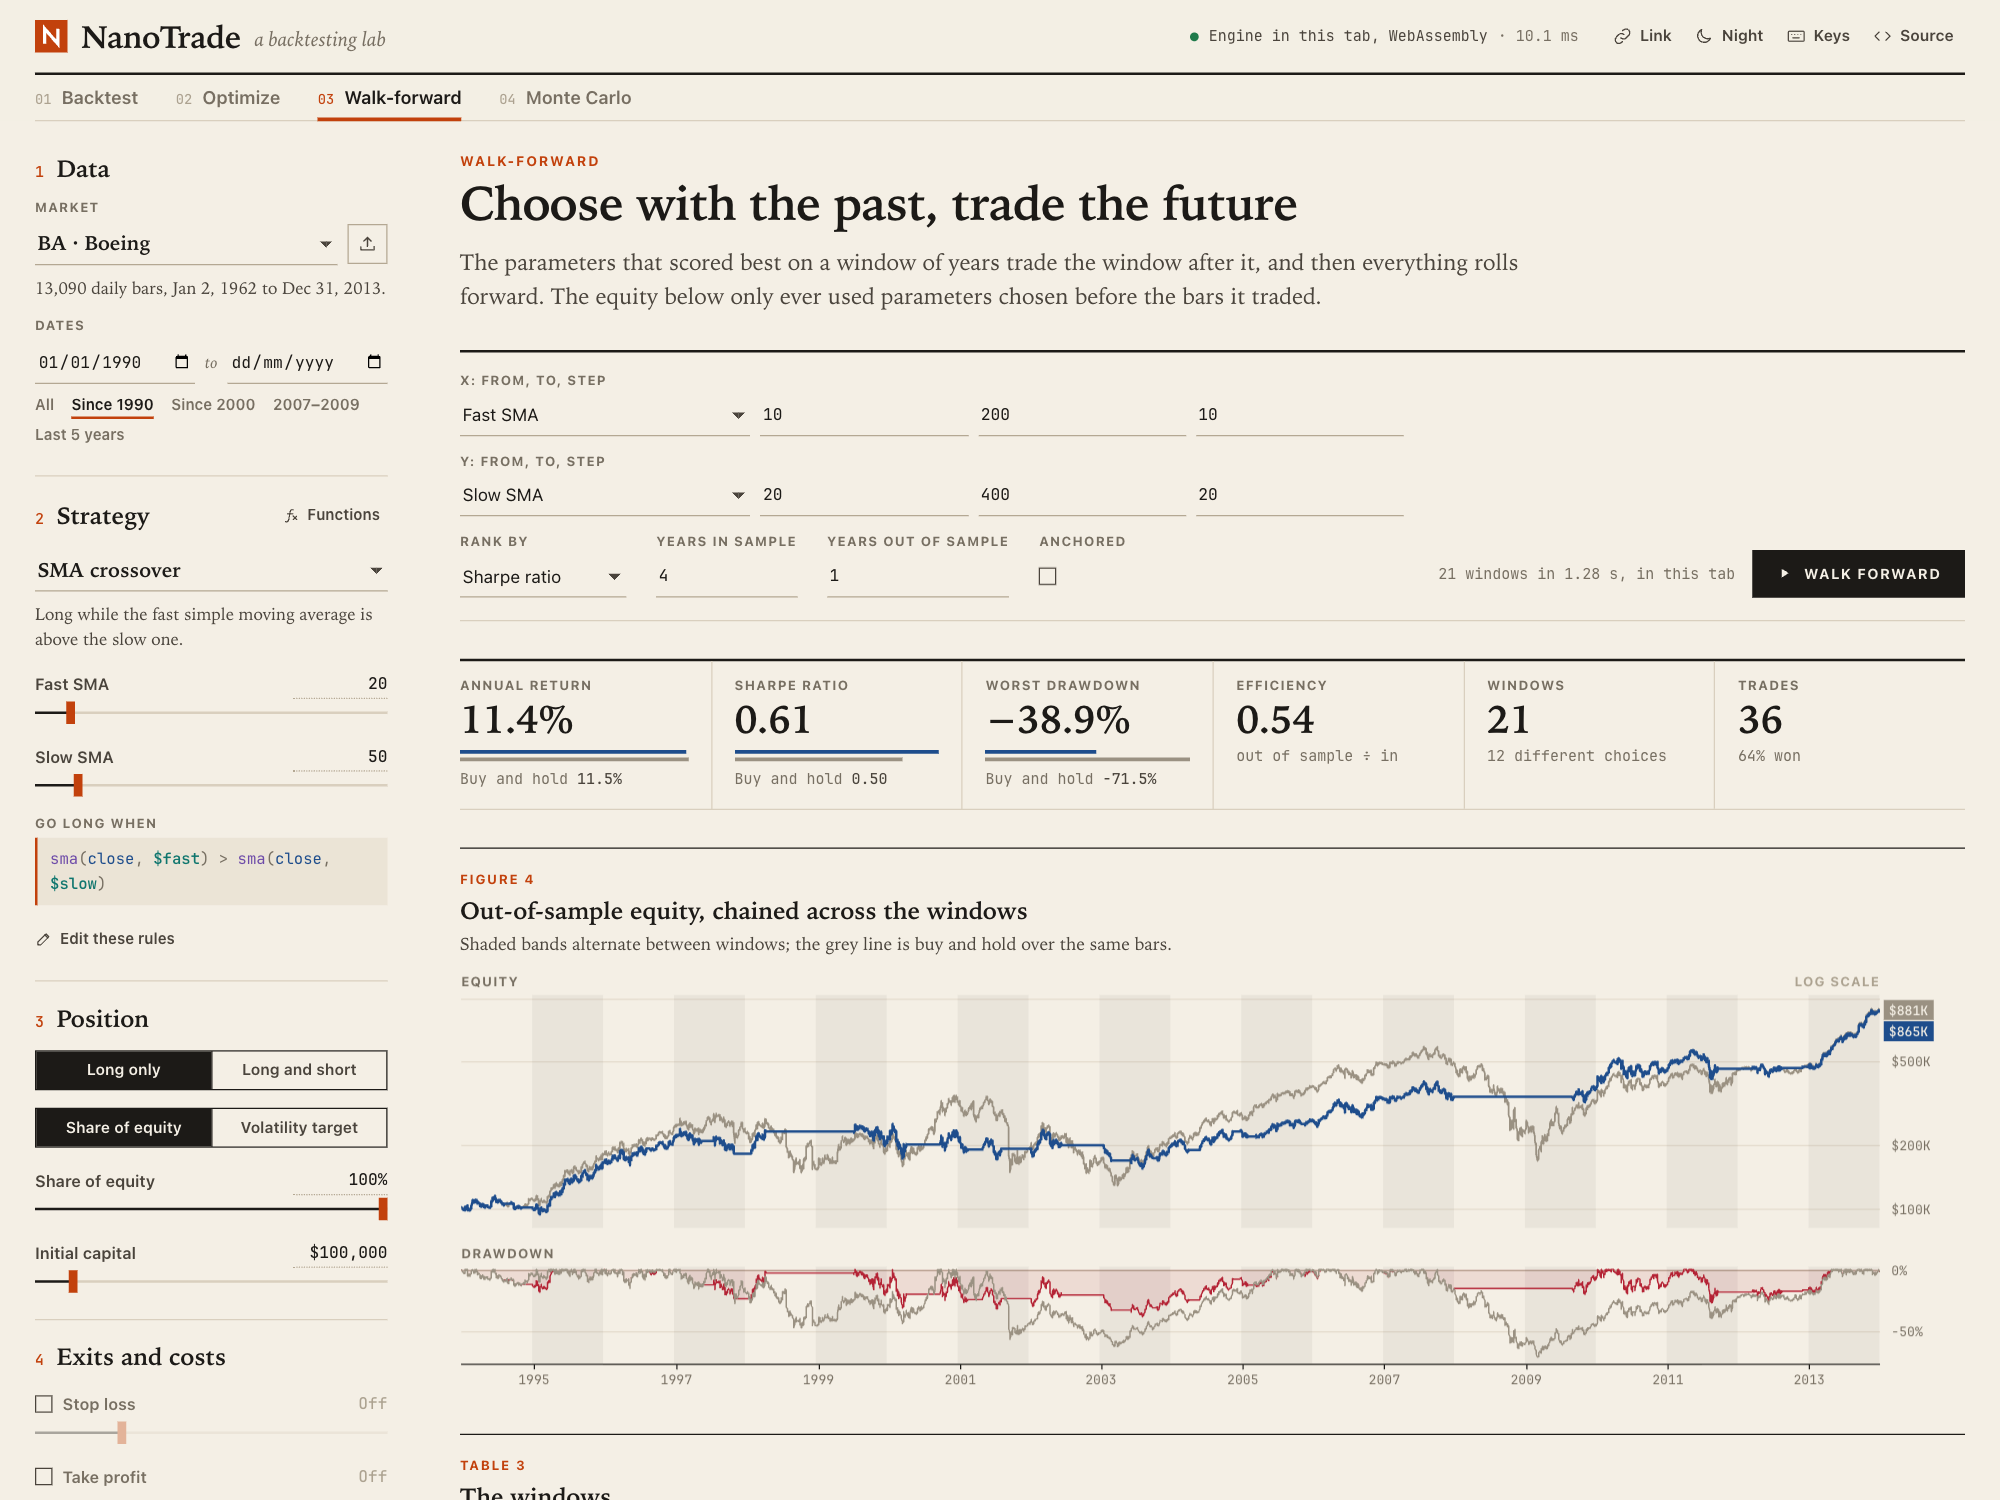 N NanoTrade a backtesting lab
Engine in this tab, WebAssembly · 10.1 ms
Link Night Keys Source
01 Backtest 02 Optimize 03 Walk-forward 04 Monte Carlo
1 Data
MARKET
BA · Boeing
13,090 daily bars, Jan 2, 1962 to Dec 31, 2013.
DATES
01/01/1990 to dd/mm/yyyy
All Since 1990 Since 2000 2007–2009
Last 5 years
2 Strategy
fx Functions
SMA crossover
Long while the fast simple moving average is
above the slow one.
Fast SMA 20
Slow SMA 50
GO LONG WHEN
sma(close, $fast) > sma(close,
$slow)
Edit these rules
3 Position
Long only Long and short
Share of equity Volatility target
Share of equity 100%
Initial capital $100,000
4 Exits and costs
Stop loss Off
Take profit Off
WALK-FORWARD
Choose with the past, trade the future
The parameters that scored best on a window of years trade the window after it, and then everything rolls
forward. The equity below only ever used parameters chosen before the bars it traded.
X: FROM, TO, STEP
Fast SMA 10 200 10
Y: FROM, TO, STEP
Slow SMA 20 400 20
RANK BY YEARS IN SAMPLE YEARS OUT OF SAMPLE ANCHORED
Sharpe ratio 4 1
21 windows in 1.28 s, in this tab
WALK FORWARD
ANNUAL RETURN
11.4%
Buy and hold 11.5%
SHARPE RATIO
0.61
Buy and hold 0.50
WORST DRAWDOWN
−38.9%
Buy and hold -71.5%
EFFICIENCY
0.54
out of sample ÷ in
WINDOWS
21
12 different choices
TRADES
36
64% won
FIGURE 4
Out-of-sample equity, chained across the windows
Shaded bands alternate between windows; the grey line is buy and hold over the same bars.
EQUITY LOG SCALE
$881K
$865K
$500K
$200K
$100K
DRAWDOWN
0%
-50%
1995 1997 1999 2001 2003 2005 2007 2009 2011 2013
TABLE 3
The windows